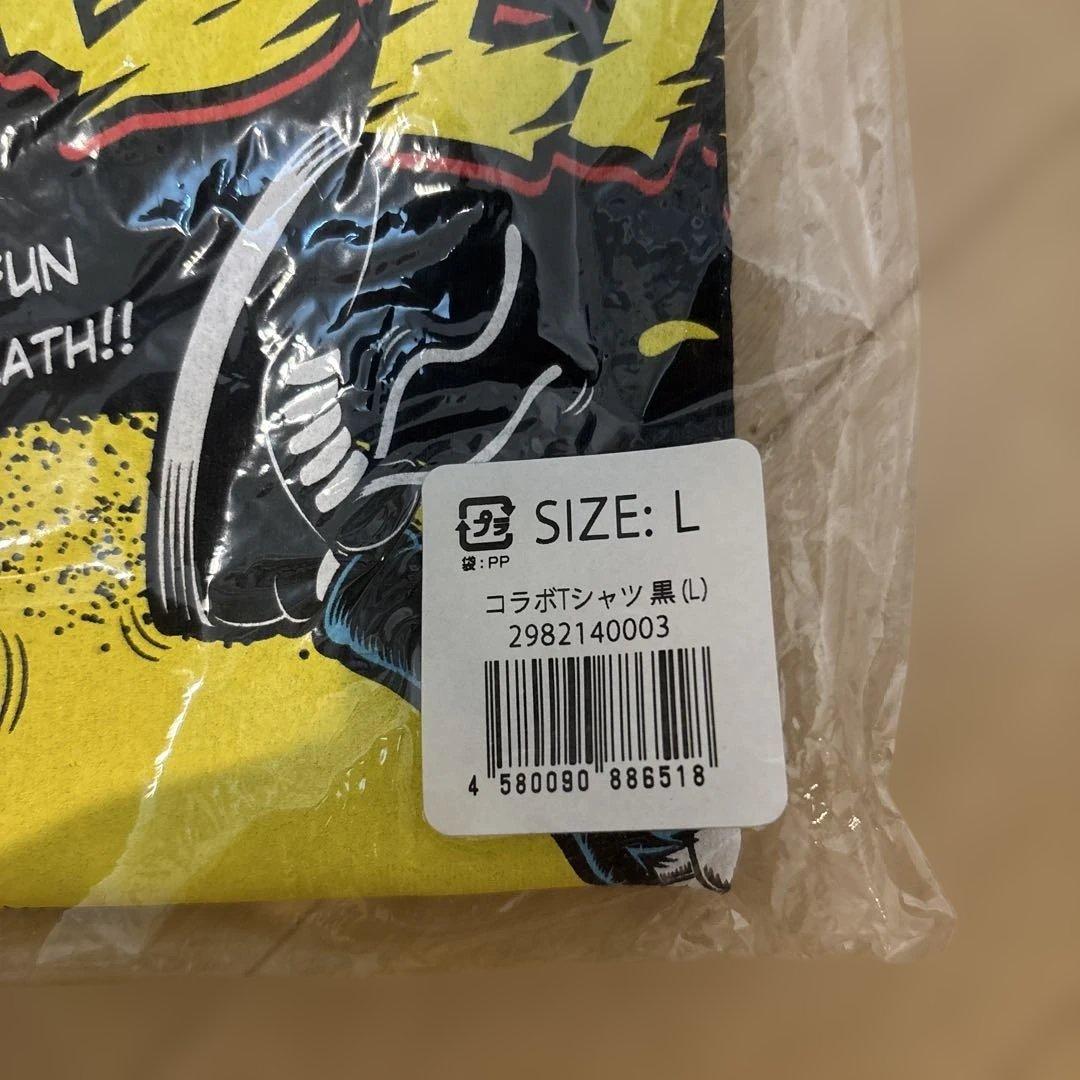 FUN
ATH!!
プラ
SIZE: L
袋:PP
コラボTシャツ 黒(L)
2982140003
4 580090 886518